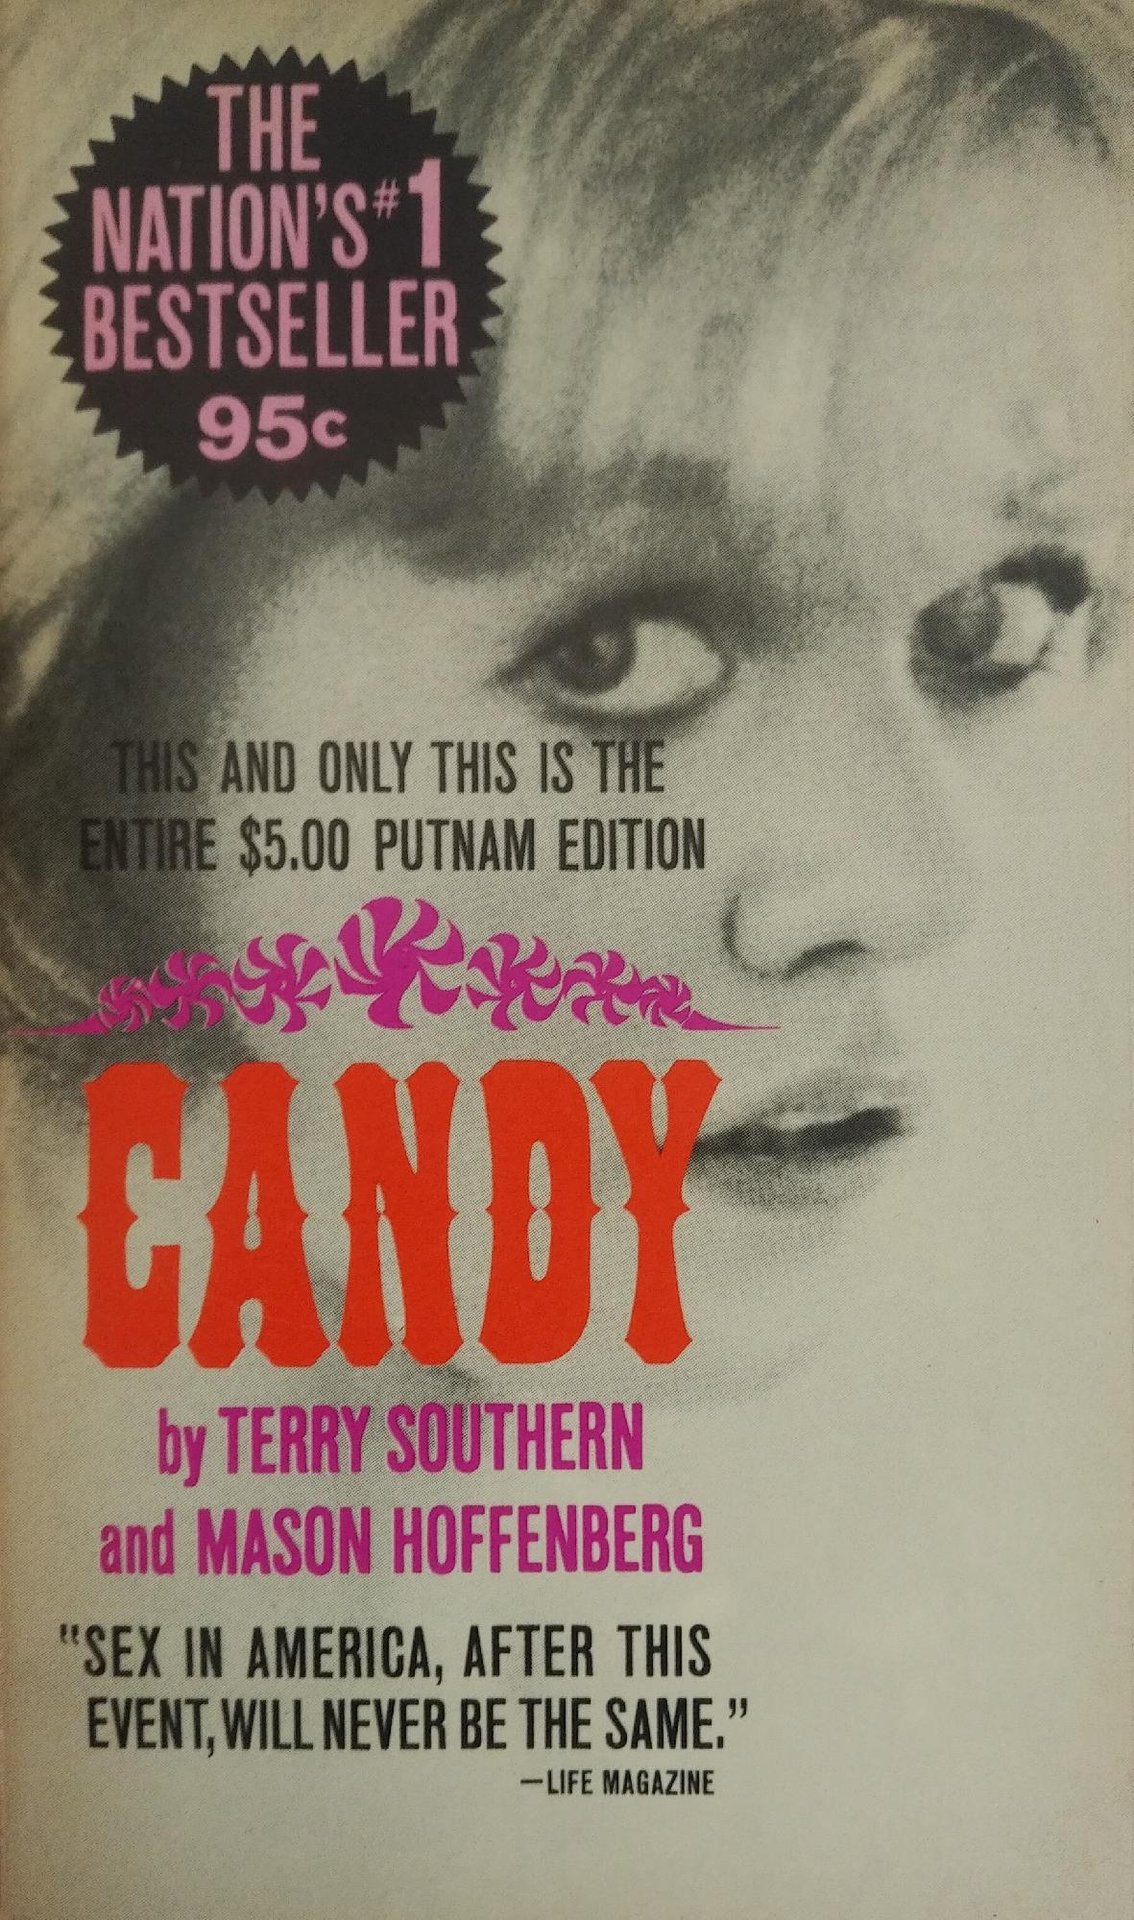 THE
NATION'S #1
BESTSELLER
95c
THIS AND ONLY THIS IS THE
ENTIRE $5.00 PUTNAM EDITION
CANDY
by TERRY SOUTHERN
and MASON HOFFENBERG
"SEX IN AMERICA, AFTER THIS
EVENT, WILL NEVER BE THE SAME."
—LIFE MAGAZINE